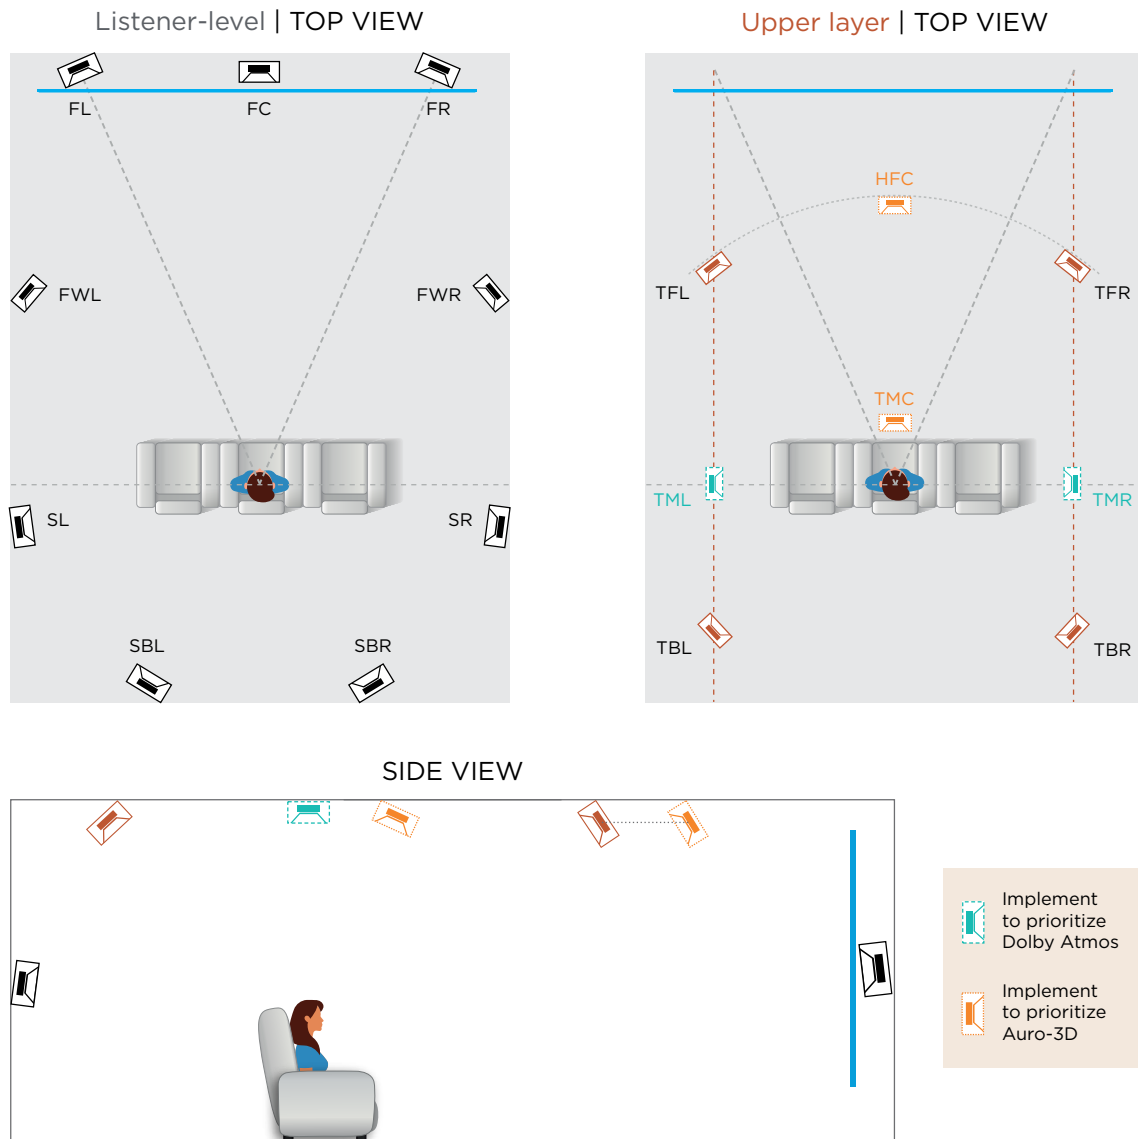 Listener-level | TOP VIEW
FL
FC
FR
FWL
FWR
SL
SR
SBL
SBR
Upper layer | TOP VIEW
HFC
TFL
TFR
TMC
TML
TMR
TBL
TBR
SIDE VIEW
Implement
to prioritize
Dolby Atmos
Implement
to prioritize
Auro-3D